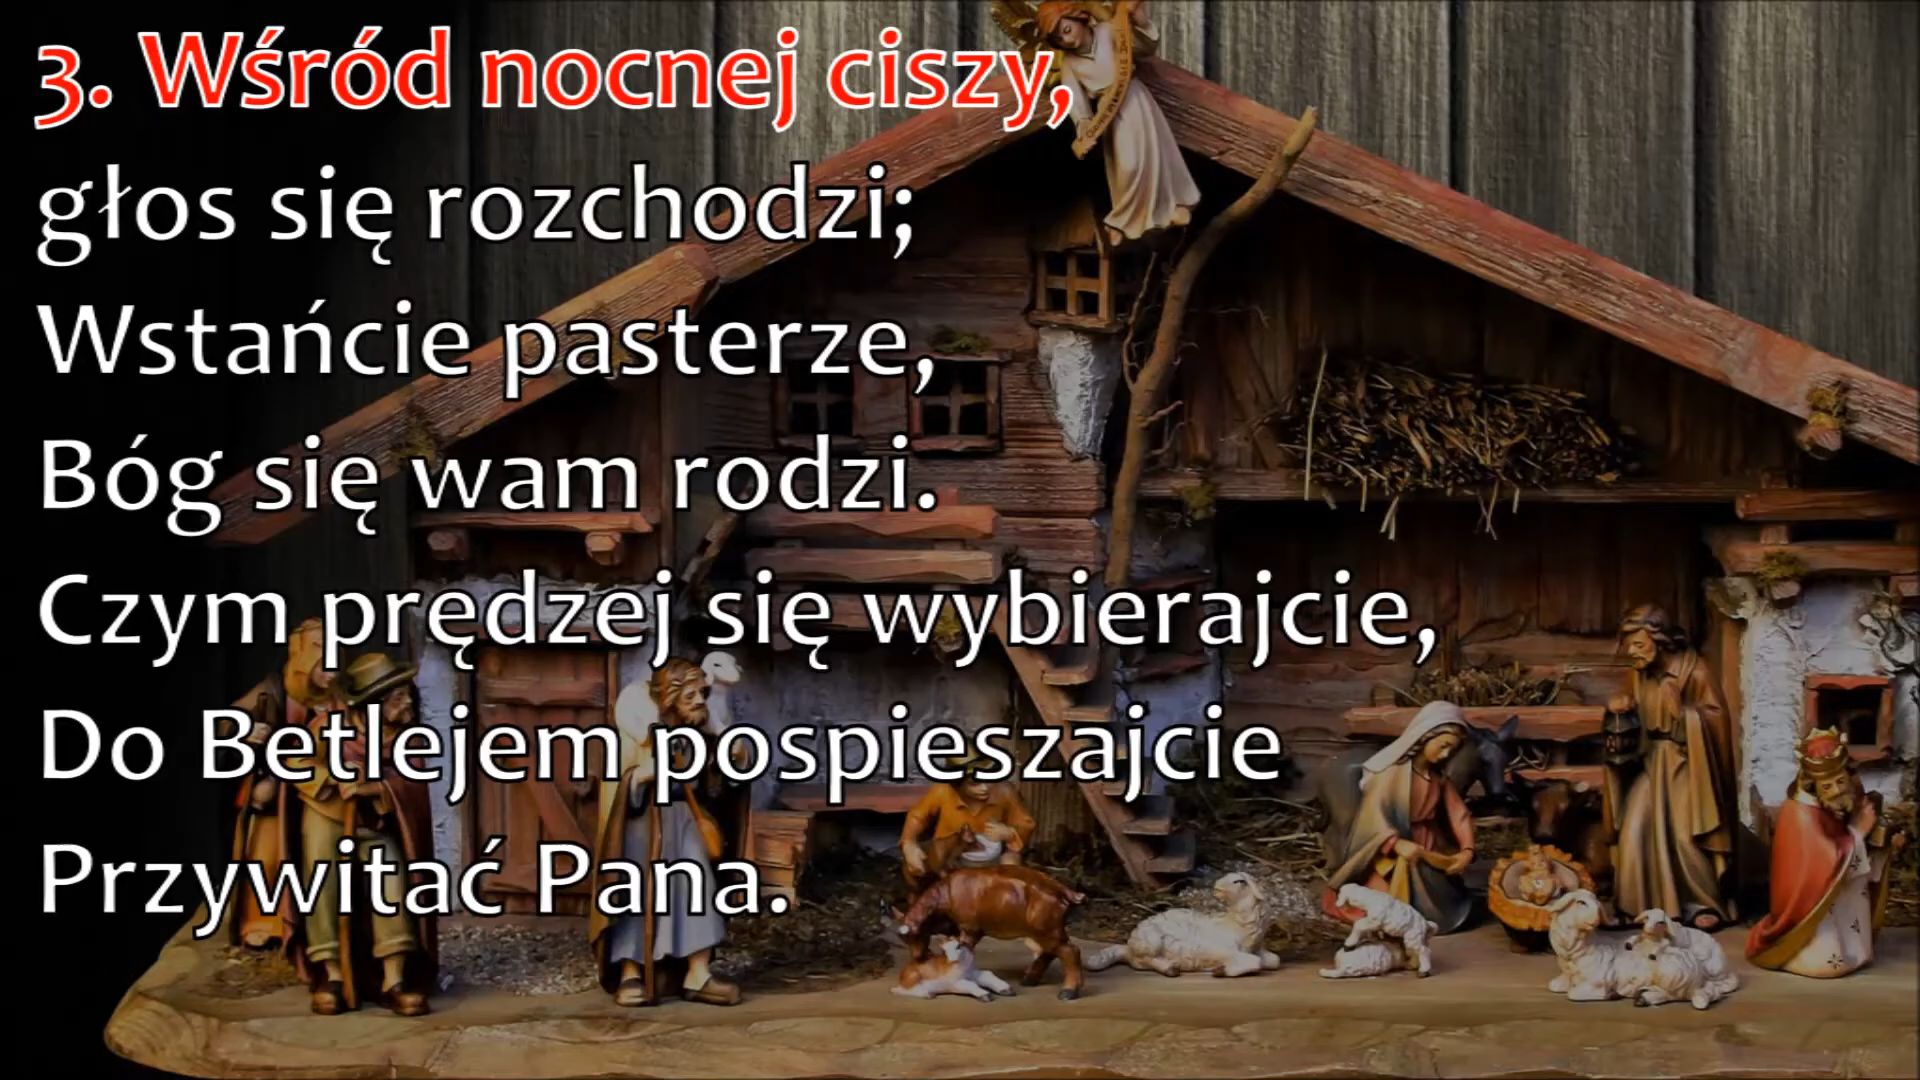 3. Wśród nocnej ciszy,
głos się rozchodzi;
Wstańcie pasterze,
Bóg się wam rodzi.
Czym prędzej się wybierajcie,
Do Betlejem pospieszajcie
Przywitać Pana.